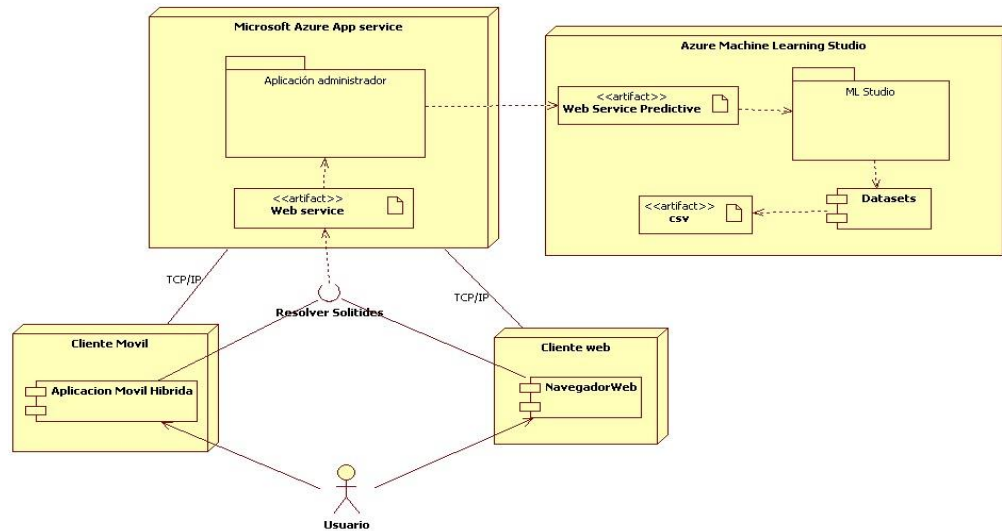 Microsoft Azure App service
Aplicación administrador
<<artifact>>
Web service
Azure Machine Learning Studio
<<artifact>>
Web Service Predictive
ML Studio
<<artifact>>
csv
Datasets
TCP/IP
TCP/IP
Resolver Solitides
Cliente Movil
Aplicacion Movil Hibrida
Cliente web
NavegadorWeb
Usuario